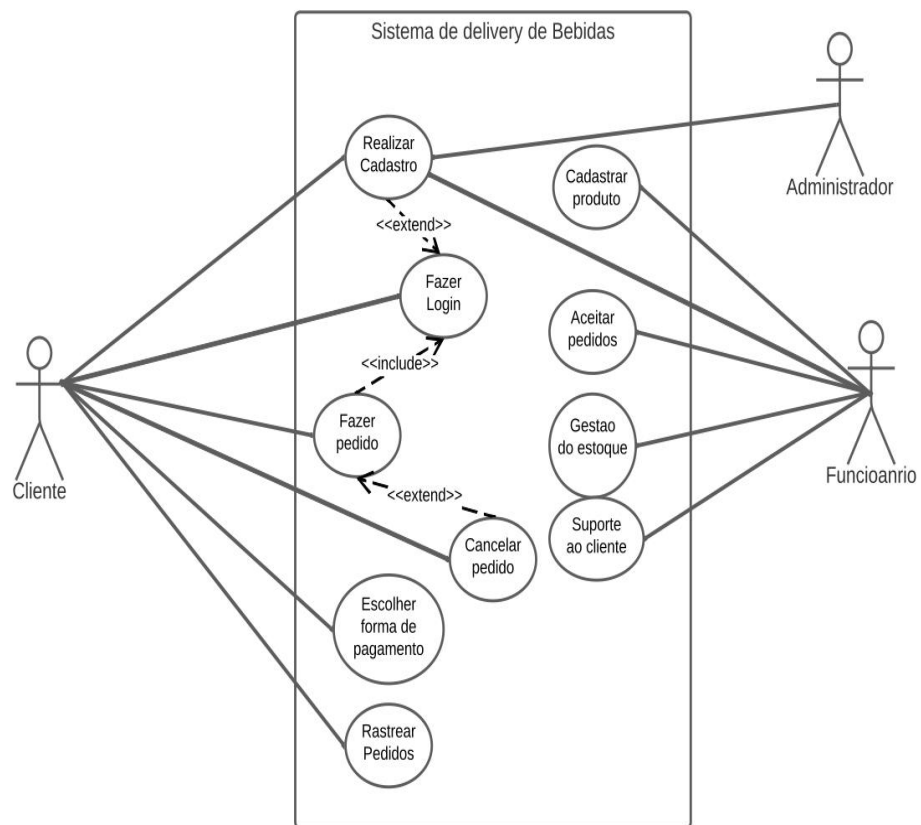 Sistema de delivery de Bebidas
Realizar
Cadastro
Cadastrar
produto
Administrador
<<extend>>
Fazer
Login
Aceitar
pedidos
<<include>>
Fazer
pedido
Gestao
do estoque
Cliente
Funcioanrio
<<extend>>
Cancelar
pedido
Suporte
ao cliente
Escolher
forma de
pagamento
Rastrear
Pedidos